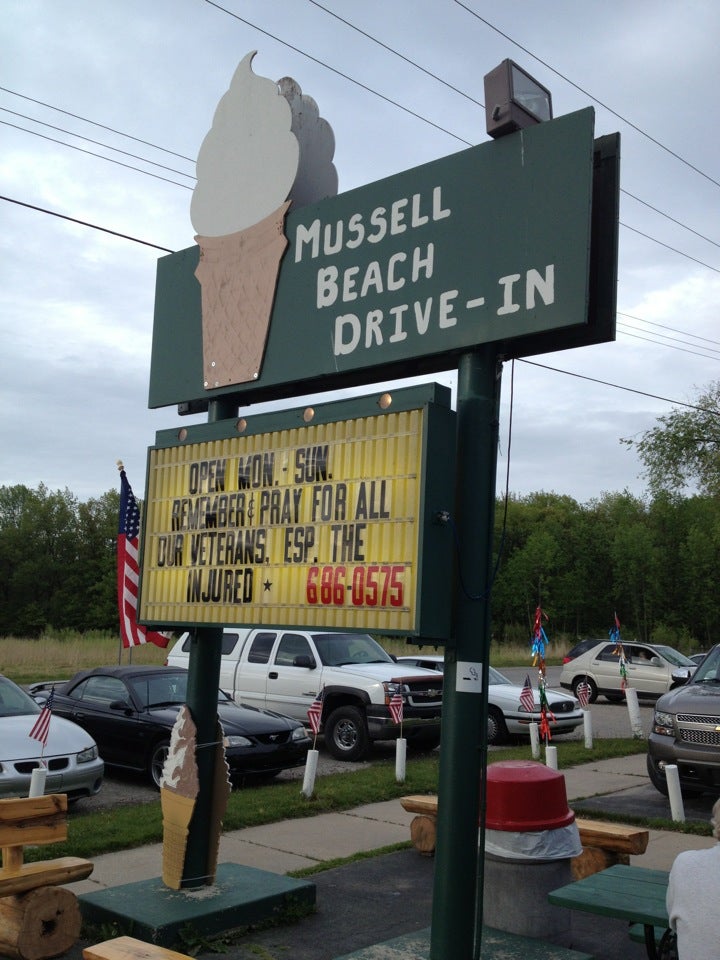 MUSSELL
BEACH
DRIVE-IN
OPEN MON.-SUN.
REMEMBER & PRAY FOR ALL
OUR VETERANS, ESP. THE
INJURED ★ 686-0575